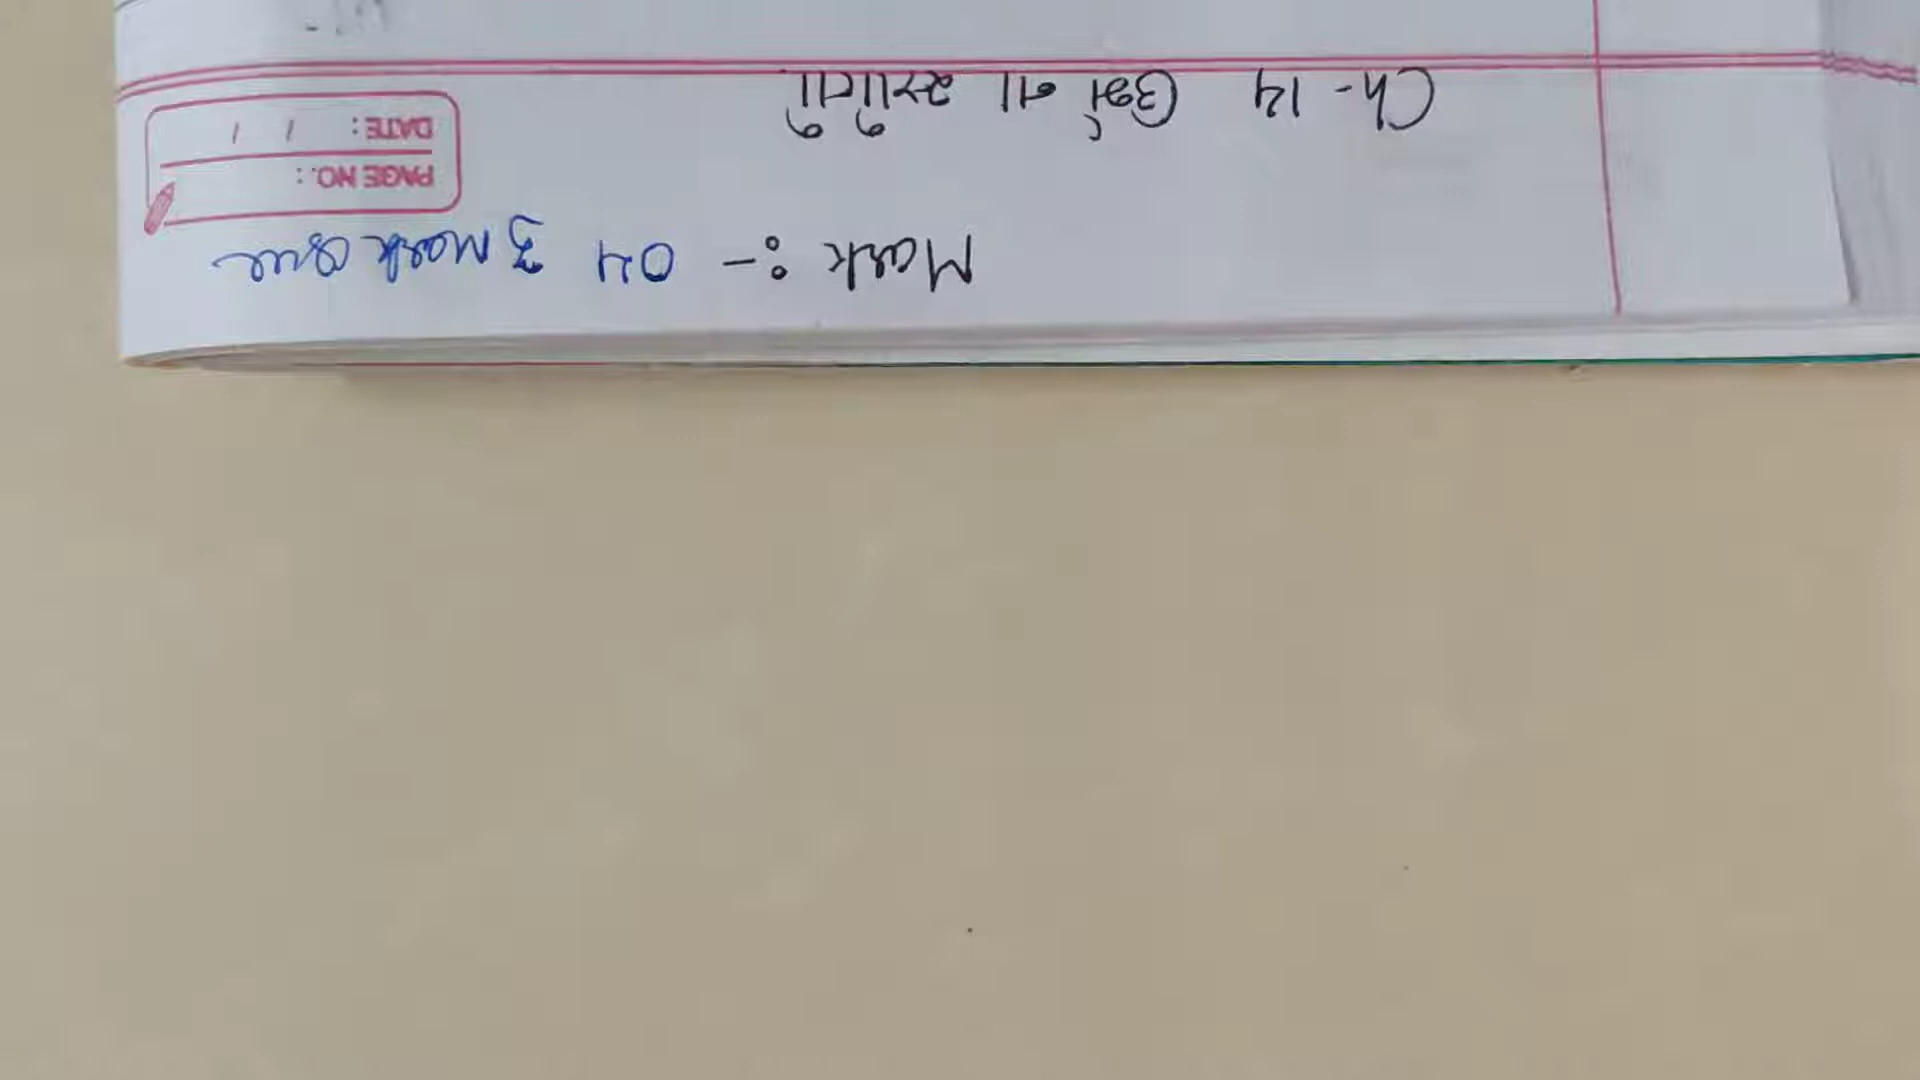 Mark :- 04 3 Mark que
PAGE NO.:
DATE: / /
Ch-14 ઉર્જા ના સ્ત્રોતો